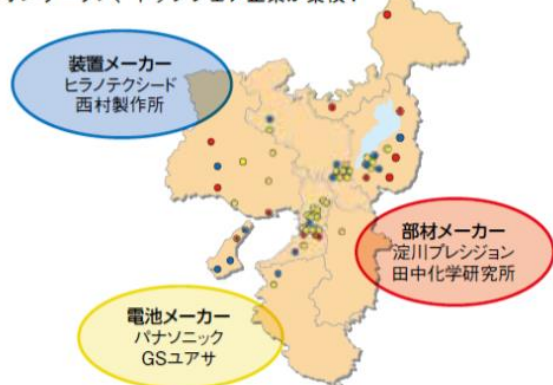 装置メーカー
ヒラノテクシード
西村製作所
部材メーカー
淀川プレシジョン
田中化学研究所
電池メーカー
パナソニック
GSユアサ